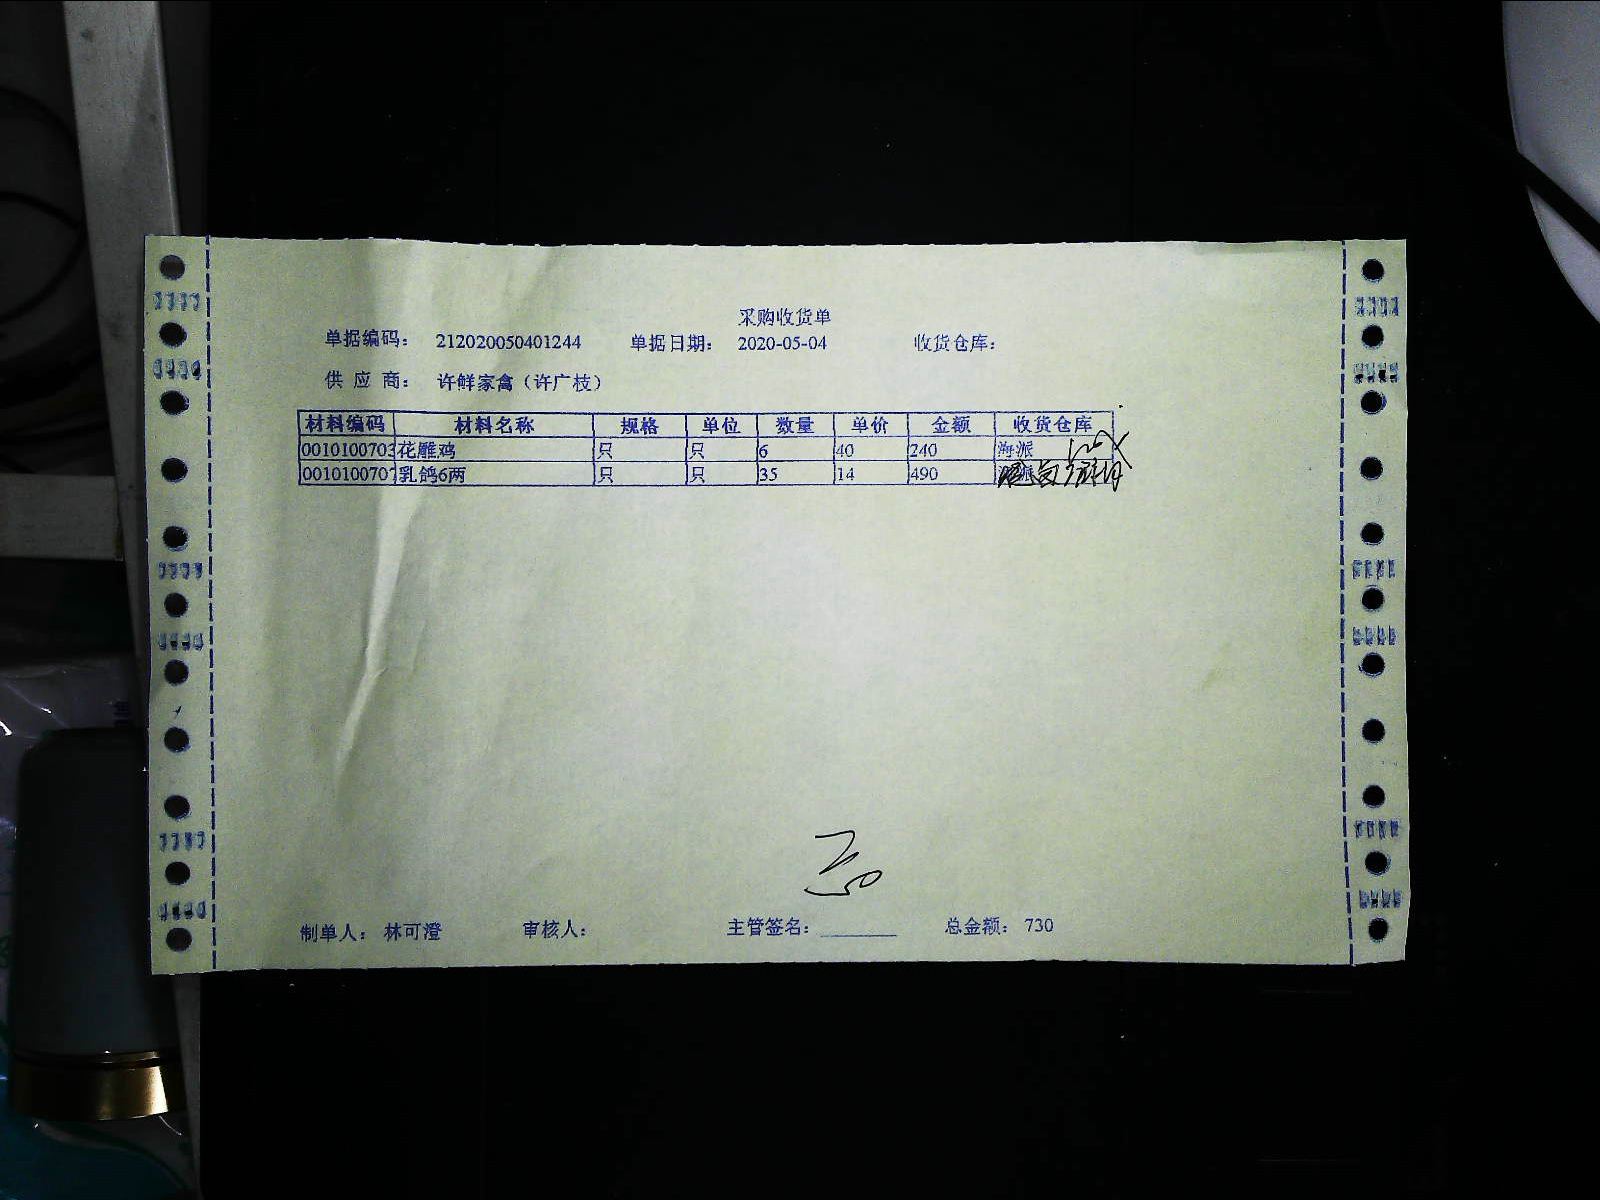 采购收货单
单据编码： 212020050401244 单据日期： 2020-05-04 收货仓库：
供 应 商： 许鲜家禽（许广枝）
材料编码 材料名称 规格 单位 数量 单价 金额 收货仓库
0010100703 花雕鸡 只 只 6 40 240 海派
0010100707 乳鸽6两 只 只 35 14 490
制单人： 林可澄 审核人： 主管签名： 总金额： 730